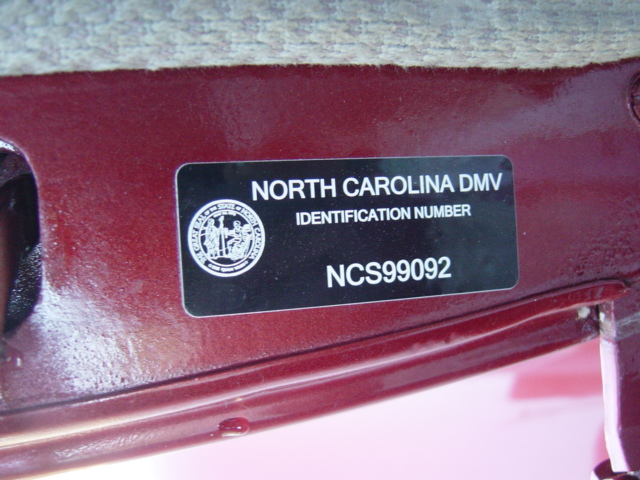 NORTH CAROLINA DMV
IDENTIFICATION NUMBER
NCS99092